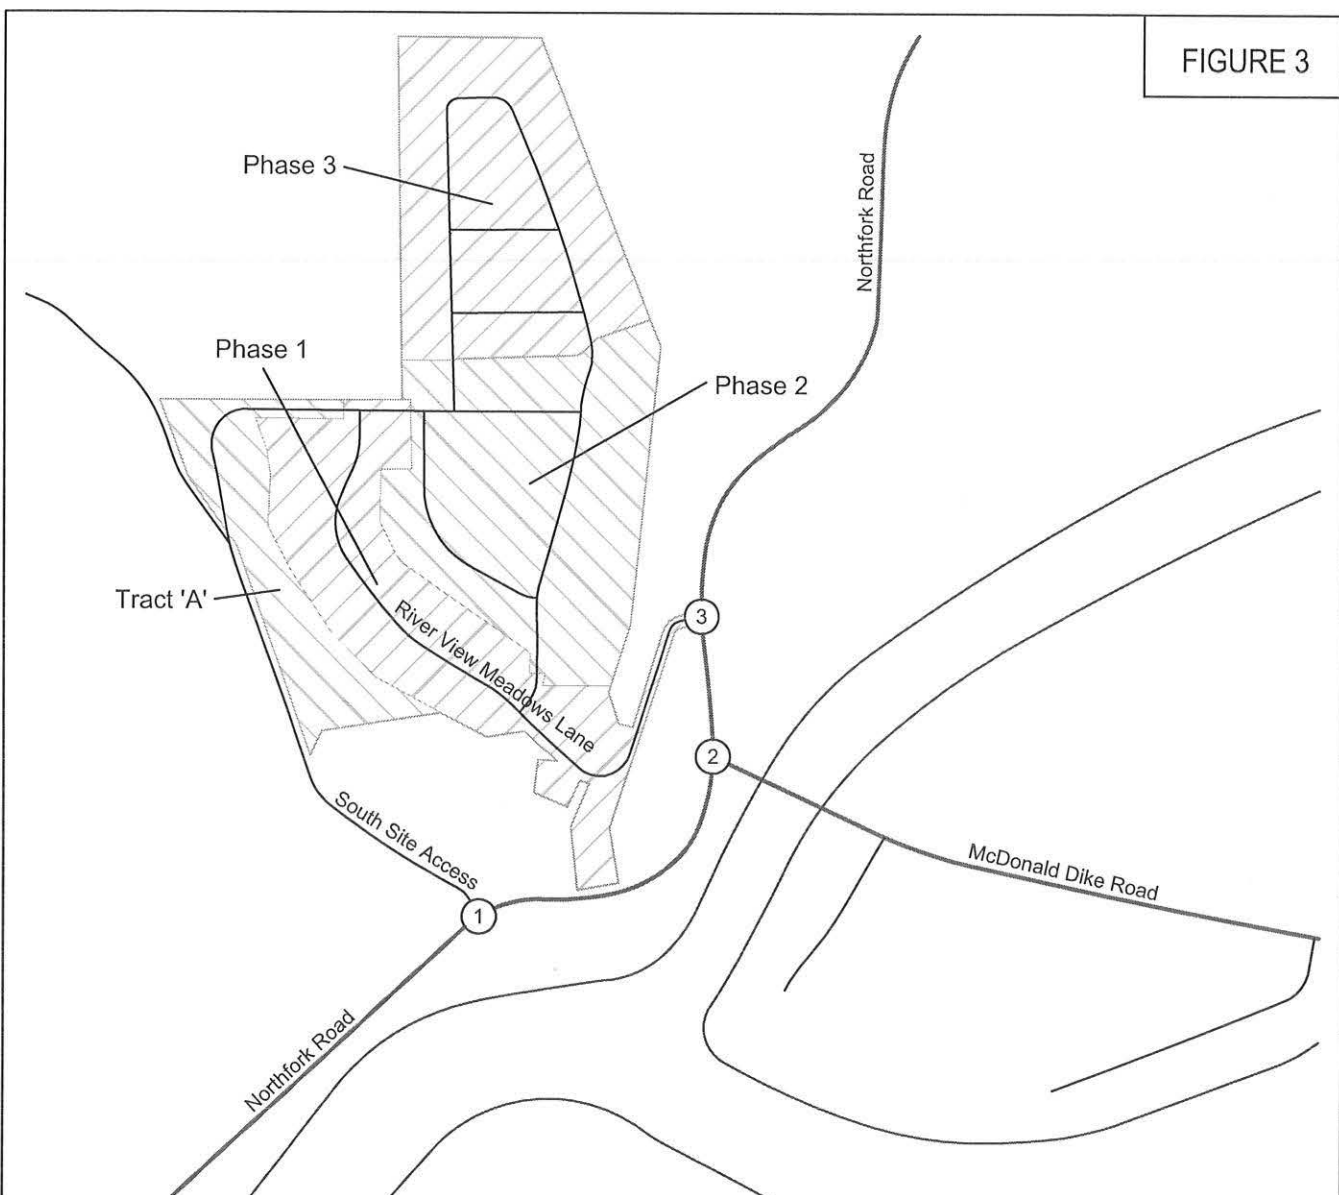 FIGURE 3
Phase 3
Northfork Road
Phase 1
Phase 2
Tract 'A'
River View Meadows Lane
3
2
South Site Access
McDonald Dike Road
1
Northfork Road